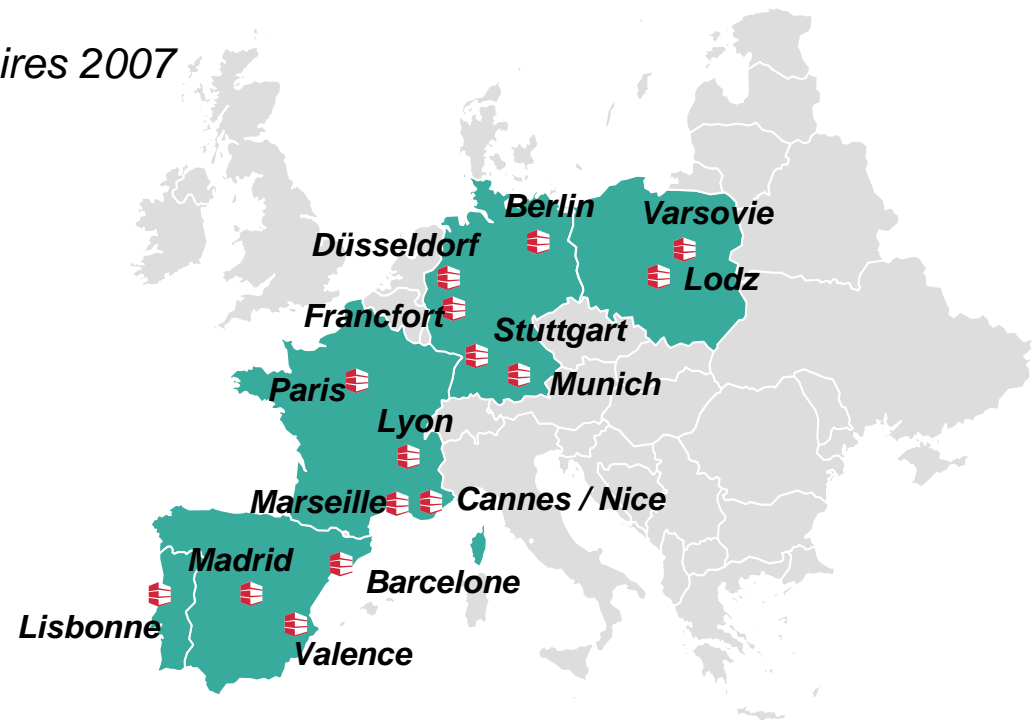 ires 2007
Berlin
Varsovie
Düsseldorf
Lodz
Francfort
Stuttgart
Paris
Munich
Lyon
Marseille
Cannes / Nice
Madrid
Barcelone
Lisbonne
Valence